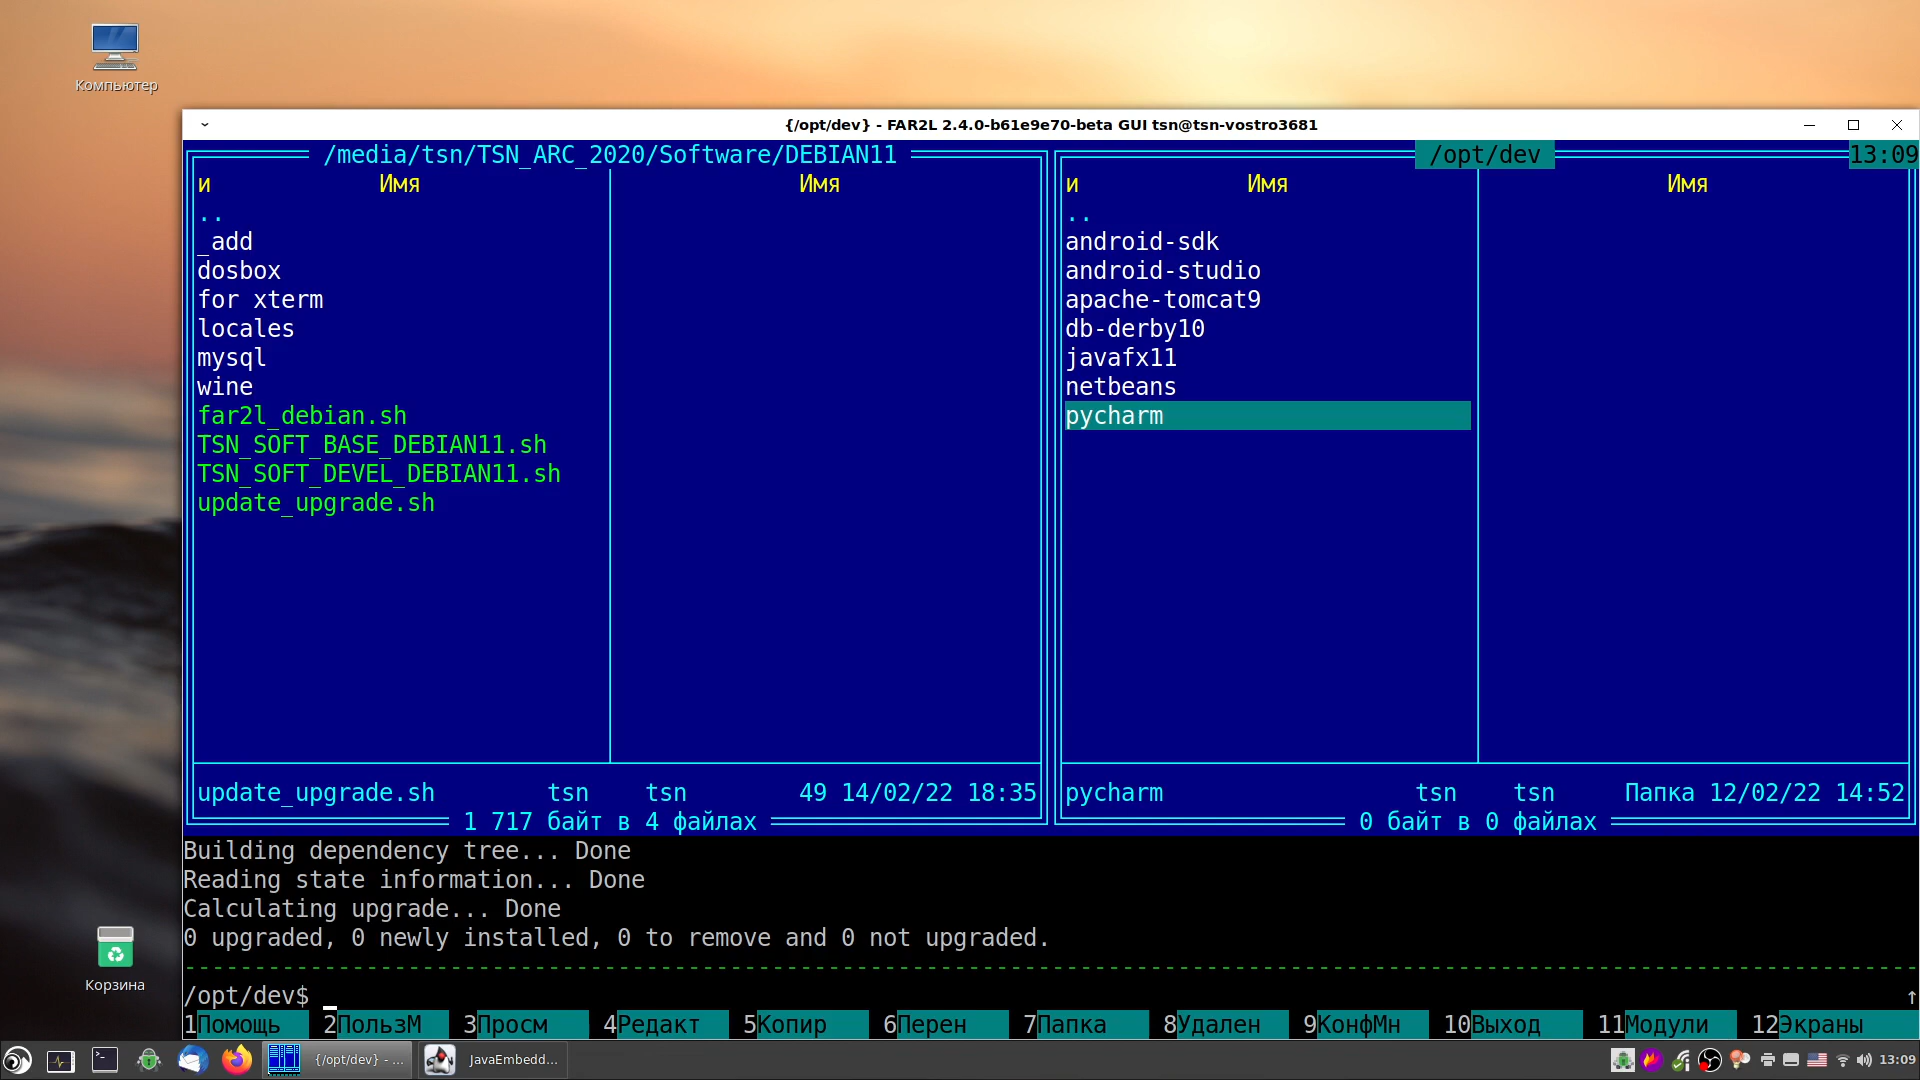 Компьютер
{/opt/dev} - FAR2L 2.4.0-b61e9e70-beta GUI tsn@tsn-vostro3681
/media/tsn/TSN_ARC_2020/Software/DEBIAN11
и Имя Имя
..
_add
dosbox
for xterm
locales
mysql
wine
far2l_debian.sh
TSN_SOFT_BASE_DEBIAN11.sh
TSN_SOFT_DEVEL_DEBIAN11.sh
update_upgrade.sh
update_upgrade.sh tsn tsn 49 14/02/22 18:35
1 717 байт в 4 файлах
/opt/dev 13:09
и Имя Имя
..
android-sdk
android-studio
apache-tomcat9
db-derby10
javafx11
netbeans
pycharm
pycharm tsn tsn Папка 12/02/22 14:52
0 байт в 0 файлах
Building dependency tree... Done
Reading state information... Done
Calculating upgrade... Done
0 upgraded, 0 newly installed, 0 to remove and 0 not upgraded.
/opt/dev$
1Помощь 2ПользМ 3Просм 4Редакт 5Копир 6Перен 7Папка 8Удален 9КонфМн 10Выход 11Модули 12Экраны
Корзина
{/opt/dev} - ... JavaEmbedd... 13:09